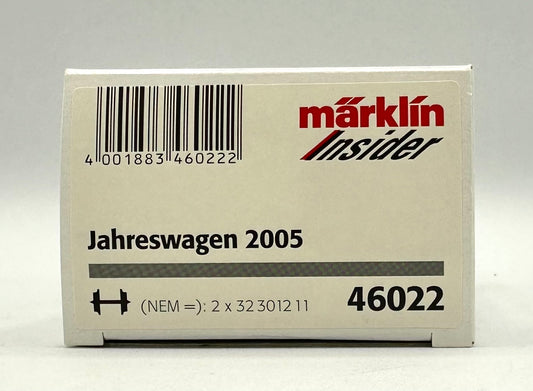 märklin
Insider
4 001883 460222
Jahreswagen 2005
(NEM =): 2 x 32 3012 11
46022